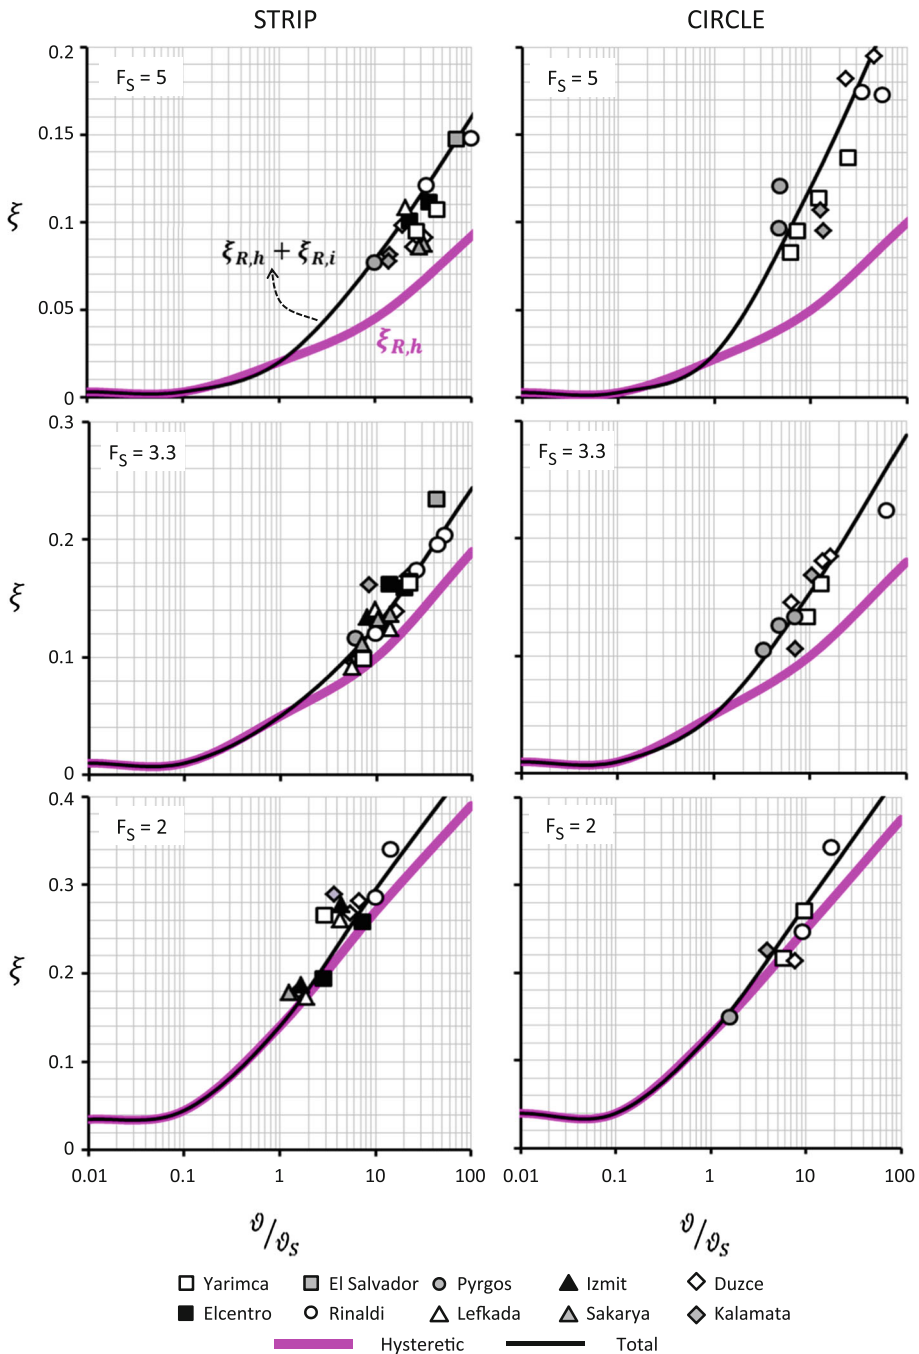 STRIP CIRCLE
0.2
F_S = 5 F_S = 5
0.15
ξ
0.1
ξ_{R,h} + ξ_{R,i}
0.05
ξ_{R,h}
0
0.3
F_S = 3.3 F_S = 3.3
0.2
ξ
0.1
0
0.4
F_S = 2 F_S = 2
0.3
ξ
0.2
0.1
0
0.01 0.1 1 10 100 0.01 0.1 1 10 100
ϑ/ϑ_S ϑ/ϑ_S
Yarimca El Salvador Pyrgos Izmit Duzce
Elcentro Rinaldi Lefkada Sakarya Kalamata
Hysteretic Total